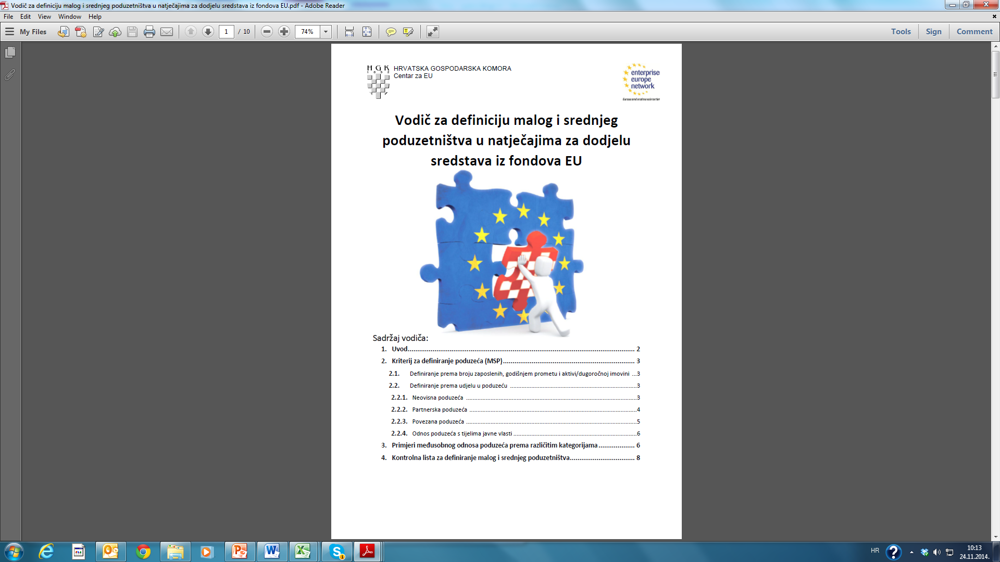 Vodič za definiciju malog i srednjeg poduzetništva u natječajima za dodjelu sredstava iz fondova EU.pdf - Adobe Reader
File Edit View Window Help
My Files 1 / 10 74% Tools Sign Comment
H G K
1 8 5 2
HRVATSKA GOSPODARSKA KOMORA
Centar za EU
enterprise
europe
network
Vodič za definiciju malog i srednjeg
poduzetništva u natječajima za dodjelu
sredstava iz fondova EU
Sadržaj vodiča:
1. Uvod 2
2. Kriterij za definiranje poduzeća (MSP) 3
2.1. Definiranje prema broju zaposlenih, godišnjem prometu i aktivi/dugoročnoj imovini ...3
2.2. Definiranje prema udjelu u poduzeću 3
2.2.1. Neovisna poduzeća 3
2.2.2. Partnerska poduzeća 4
2.2.3. Povezana poduzeća 5
2.2.4. Odnos poduzeća s tijelima javne vlasti 6
3. Primjeri međusobnog odnosa poduzeća prema različitim kategorijama 6
4. Kontrolna lista za definiranje malog i srednjeg poduzetništva 8
HR
10:13
24.11.2014.